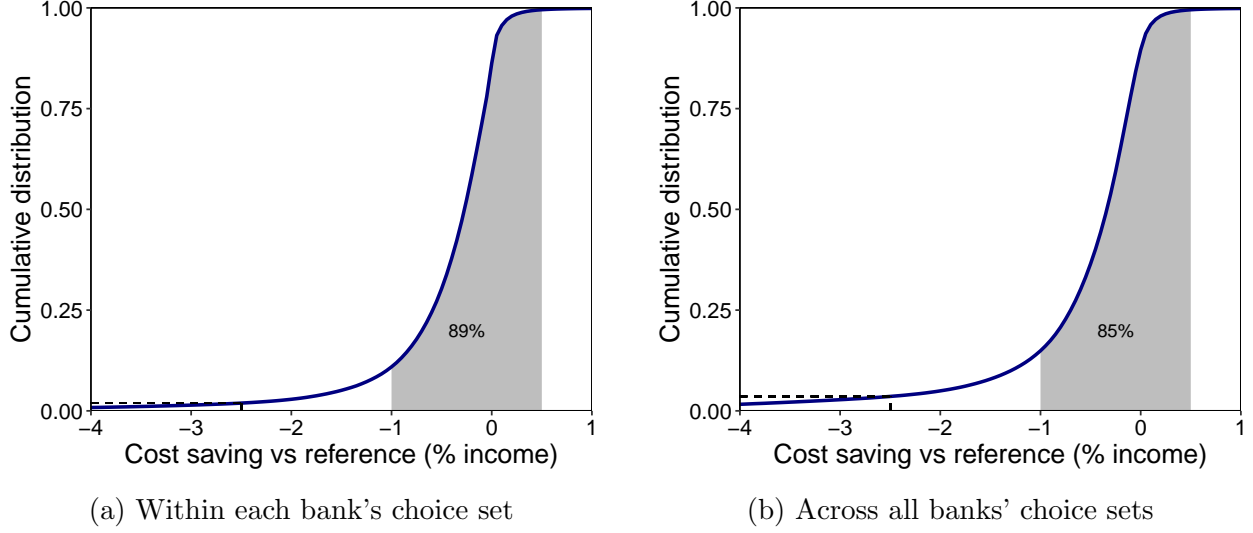 1.00
0.75
0.50
0.25
0.00
Cumulative distribution
89%
−4 −3 −2 −1 0 1
Cost saving vs reference (% income)
(a) Within each bank's choice set
1.00
0.75
0.50
0.25
0.00
Cumulative distribution
85%
−4 −3 −2 −1 0 1
Cost saving vs reference (% income)
(b) Across all banks' choice sets